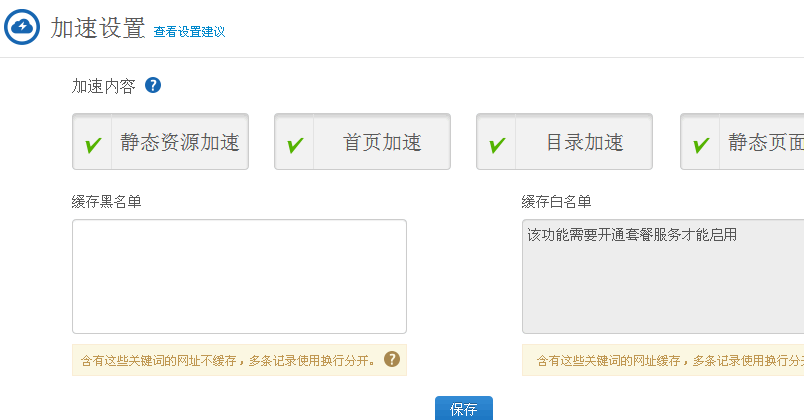 加速设置 查看设置建议
加速内容 ?
静态资源加速 首页加速 目录加速 静态页面
缓存黑名单 缓存白名单
该功能需要开通套餐服务才能启用
含有这些关键词的网址不缓存，多条记录使用换行分开。 ? 含有这些关键词的网址缓存，多条记录使用换行分开
保存